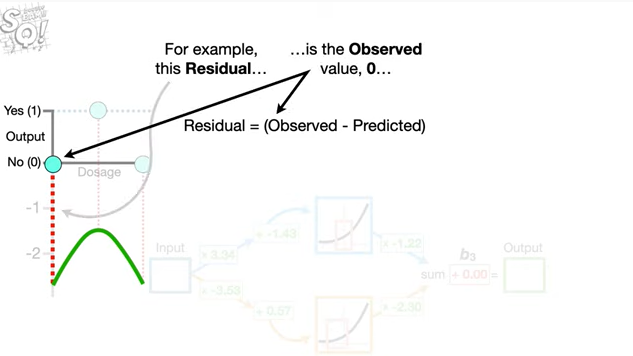 SQ!
For example,
this Residual...
...is the Observed
value, 0...
Residual = (Observed - Predicted)
Yes (1)
Output
No (0)
Dosage
-1
-2
Input
× 3.34
+ -1.43
× -1.22
b3
Output
sum + 0.00 =
× -3.53
+ 0.57
× -2.30